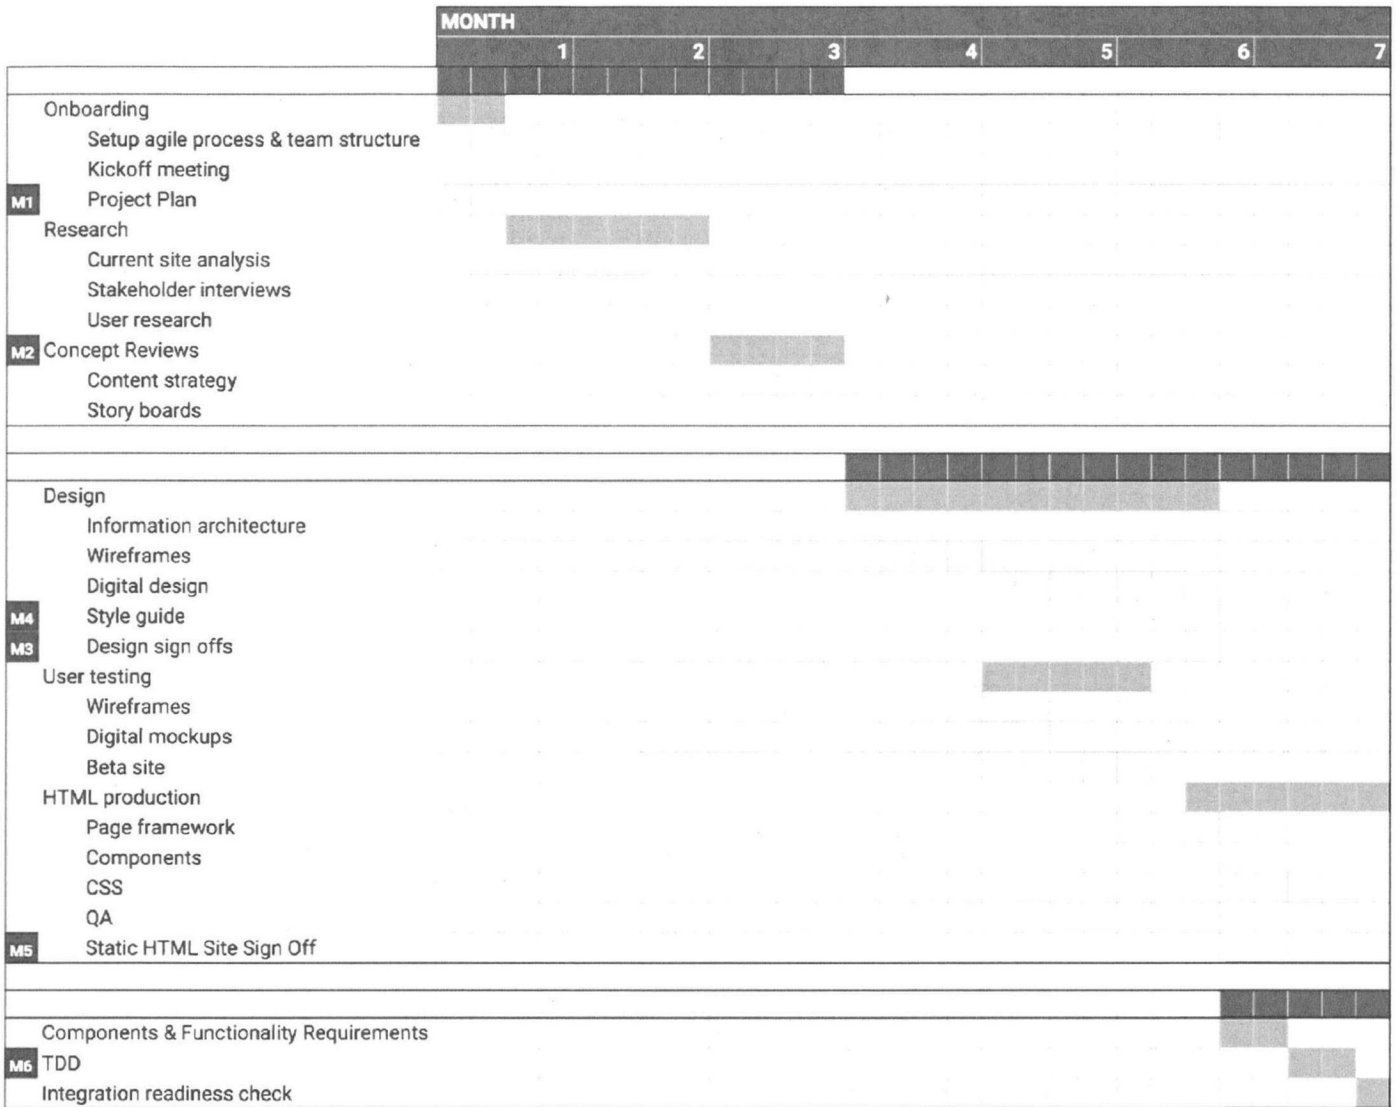 MONTH
1 2 3 4 5 6 7
Onboarding
Setup agile process & team structure
Kickoff meeting
M1 Project Plan
Research
Current site analysis
Stakeholder interviews
User research
M2 Concept Reviews
Content strategy
Story boards
Design
Information architecture
Wireframes
Digital design
M4 Style guide
M3 Design sign offs
User testing
Wireframes
Digital mockups
Beta site
HTML production
Page framework
Components
CSS
QA
M5 Static HTML Site Sign Off
Components & Functionality Requirements
M6 TDD
Integration readiness check